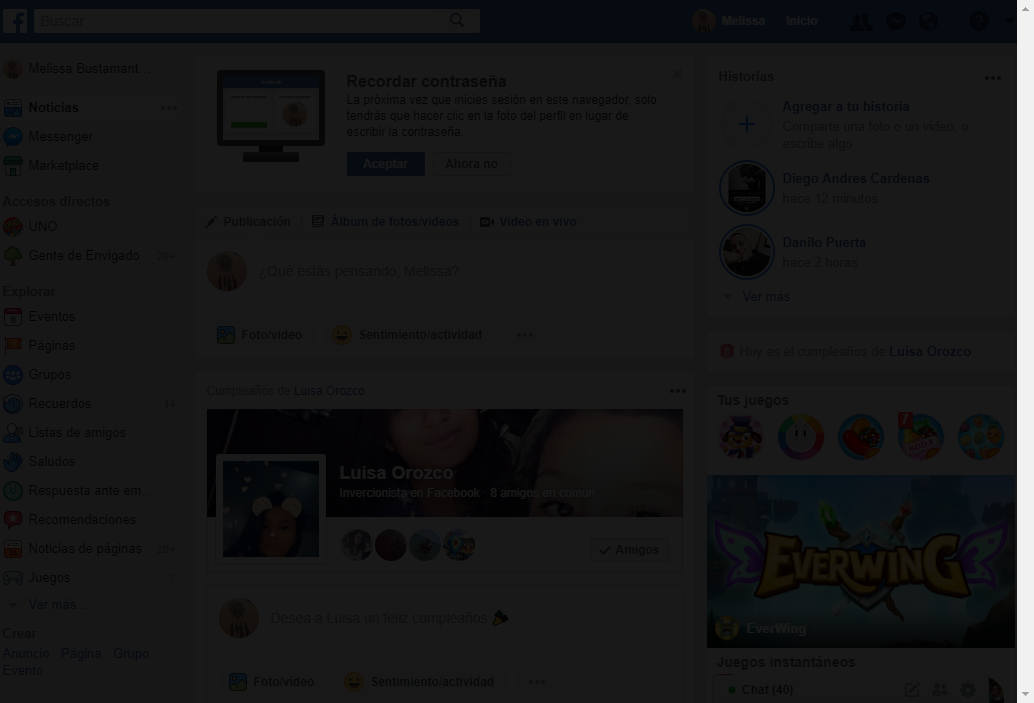 Buscar
Melissa
Inicio
Melissa Bustamant...
Noticias
Messenger
Marketplace
Accesos directos
UNO
Gente de Envigado 20+
Explorar
Eventos
Páginas
Grupos
Recuerdos 14
Listas de amigos
Saludos
Respuesta ante em...
Recomendaciones
Noticias de páginas 20+
Juegos 7
Ver más...
Crear
Anuncio Página Grupo
Evento
Recordar contraseña
La próxima vez que inicies sesión en este navegador, solo
tendrás que hacer clic en la foto del perfil en lugar de
escribir la contraseña.
Aceptar
Ahora no
Publicación
Álbum de fotos/videos
Video en vivo
¿Qué estás pensando, Melissa?
Foto/video
Sentimiento/actividad
Cumpleaños de Luisa Orozco
Luisa Orozco
Invercionista en Facebook · 8 amigos en común
Amigos
Desea a Luisa un feliz cumpleaños
Foto/video
Sentimiento/actividad
Historias
Agregar a tu historia
Comparte una foto o un video, o
escribe algo
Diego Andres Cardenas
hace 12 minutos
Danilo Puerta
hace 2 horas
Ver más
Hoy es el cumpleaños de Luisa Orozco
Tus juegos
7
EVERWING
EverWing
Juegos instantáneos
Chat (40)